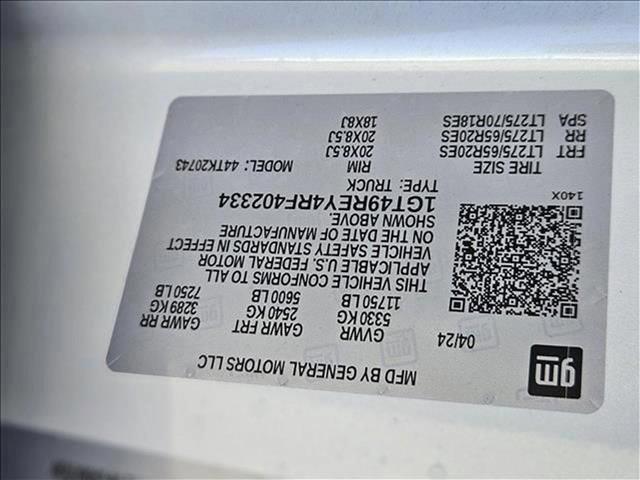 gm
MFD BY GENERAL MOTORS LLC
04/24
GVWR GAWR FRT GAWR RR
5330 KG 2540 KG 3289 KG
11750 LB 5600 LB 7250 LB
THIS VEHICLE CONFORMS TO ALL
APPLICABLE U.S. FEDERAL MOTOR
VEHICLE SAFETY STANDARDS IN EFFECT
ON THE DATE OF MANUFACTURE
SHOWN ABOVE.
1GT49REY4RF402334
TYPE: TRUCK
140X
MODEL: 44TK20743
TIRE SIZE RIM
FRT LT275/65R20ES 20X8.5J
RR LT275/65R20ES 20X8.5J
SPA LT275/70R18ES 18X8J